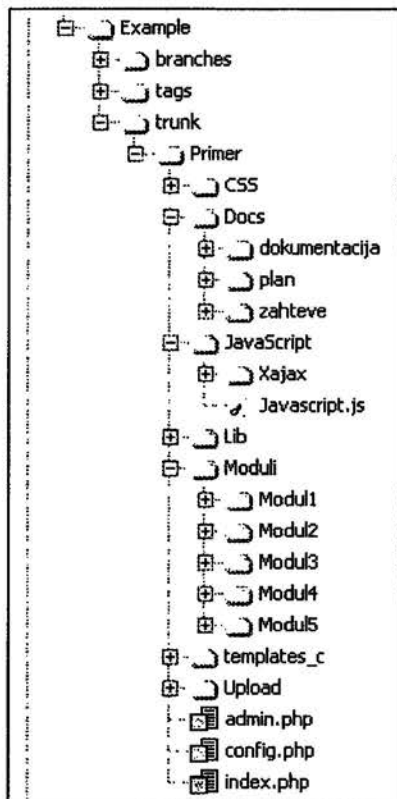 Example
branches
tags
trunk
Primer
CSS
Docs
dokumentacija
plan
zahteve
JavaScript
Xajax
Javascript.js
Lib
Moduli
Modul1
Modul2
Modul3
Modul4
Modul5
templates_c
Upload
admin.php
config.php
index.php